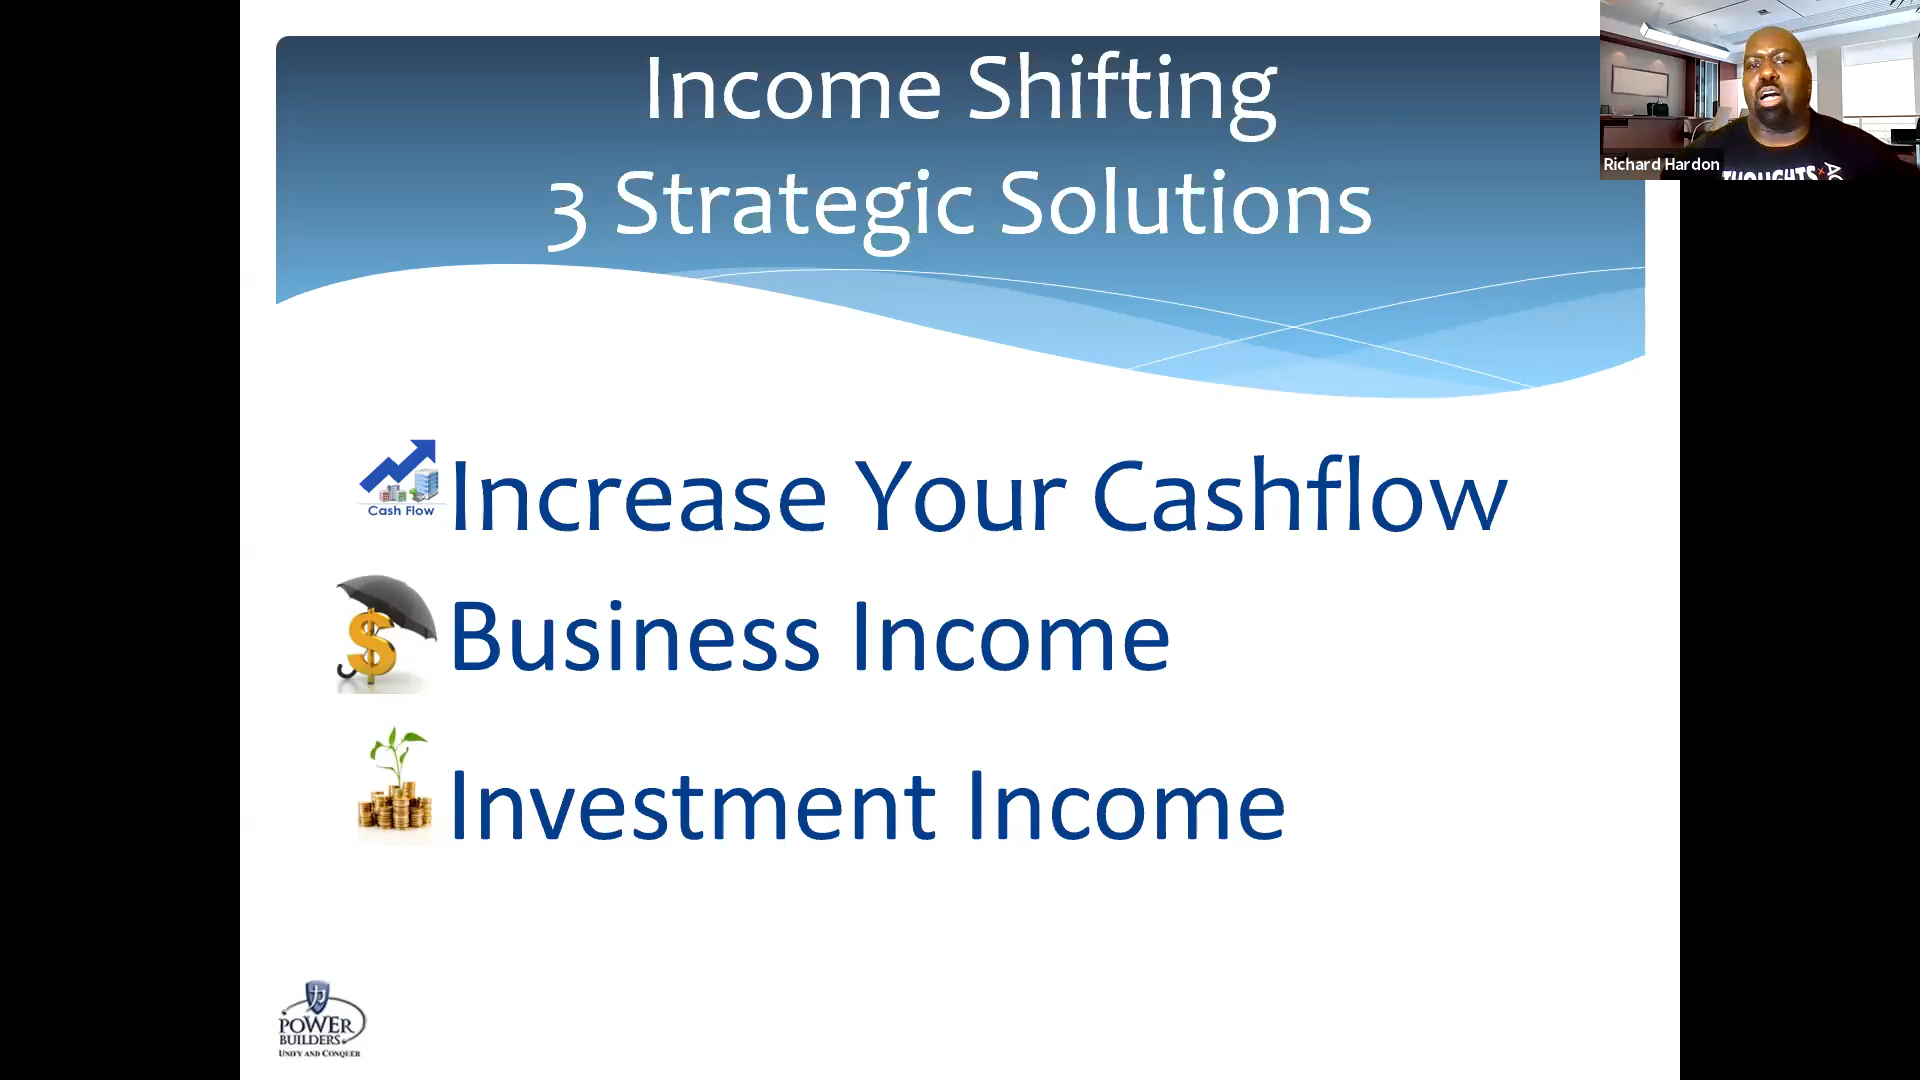 Income Shifting
3 Strategic Solutions
Richard Hardon
THOUGHTS
Cash Flow
Increase Your Cashflow
Business Income
Investment Income
POWER
BUILDERS
UNIFY AND CONQUER